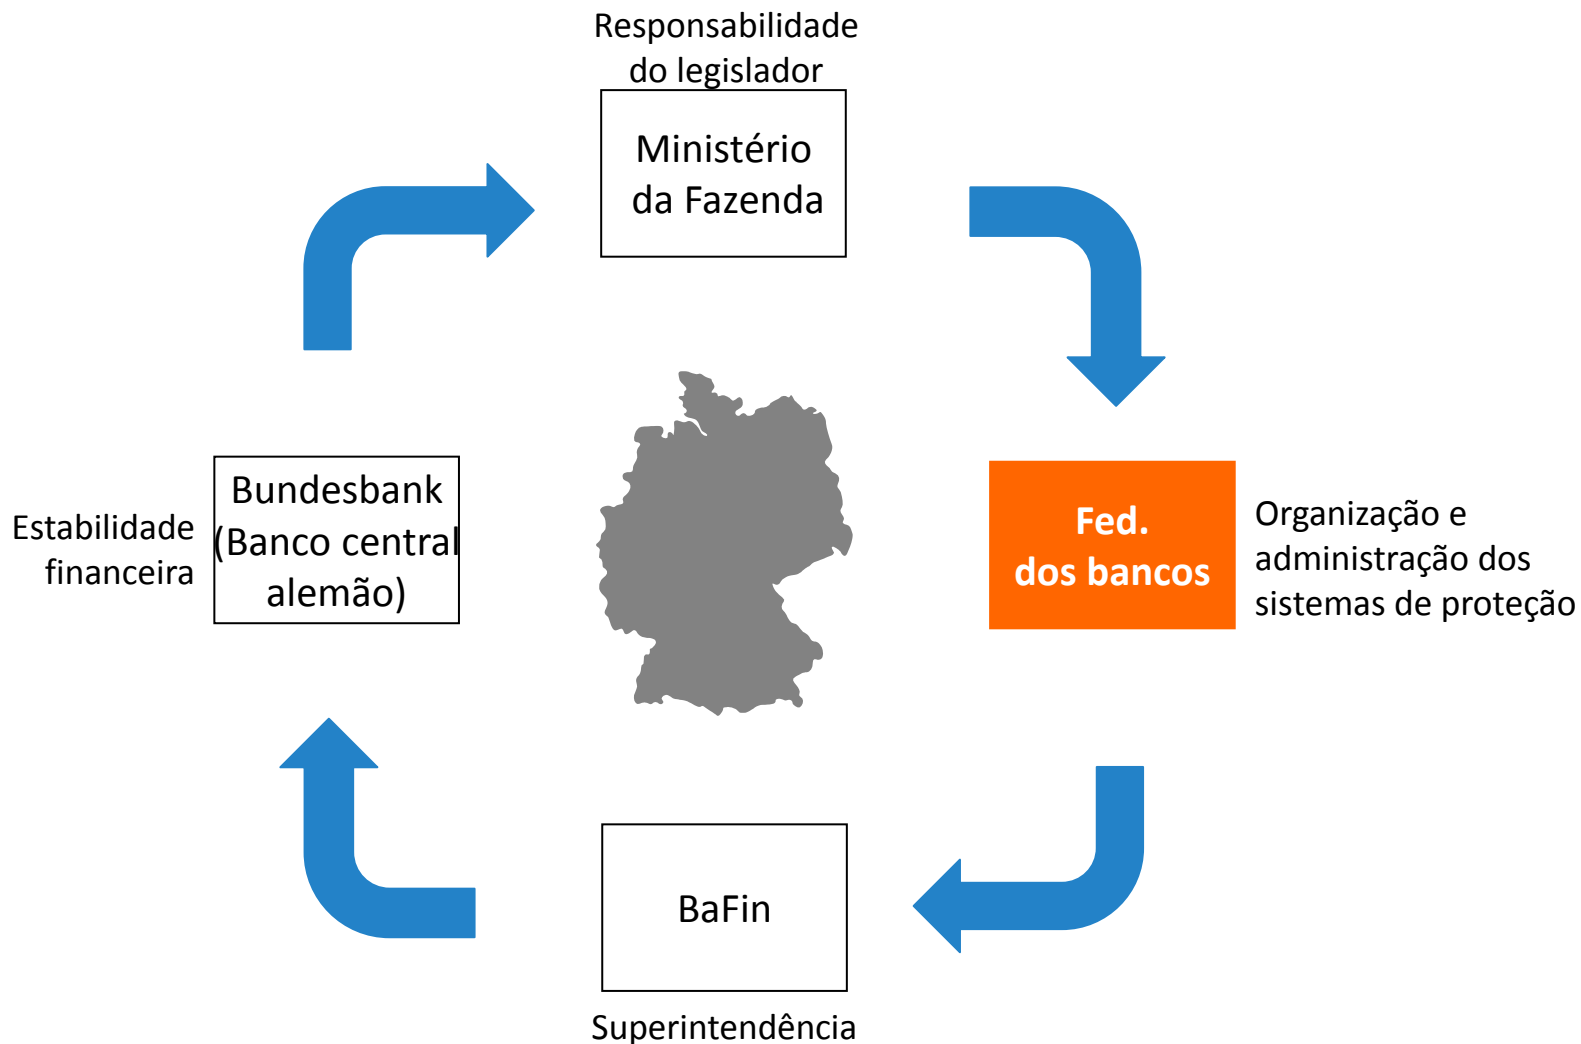 Responsabilidade
do legislador
Ministério
da Fazenda
Estabilidade
financeira
Bundesbank
(Banco central
alemão)
Fed.
dos bancos
Organização e
administração dos
sistemas de proteção
BaFin
Superintendência